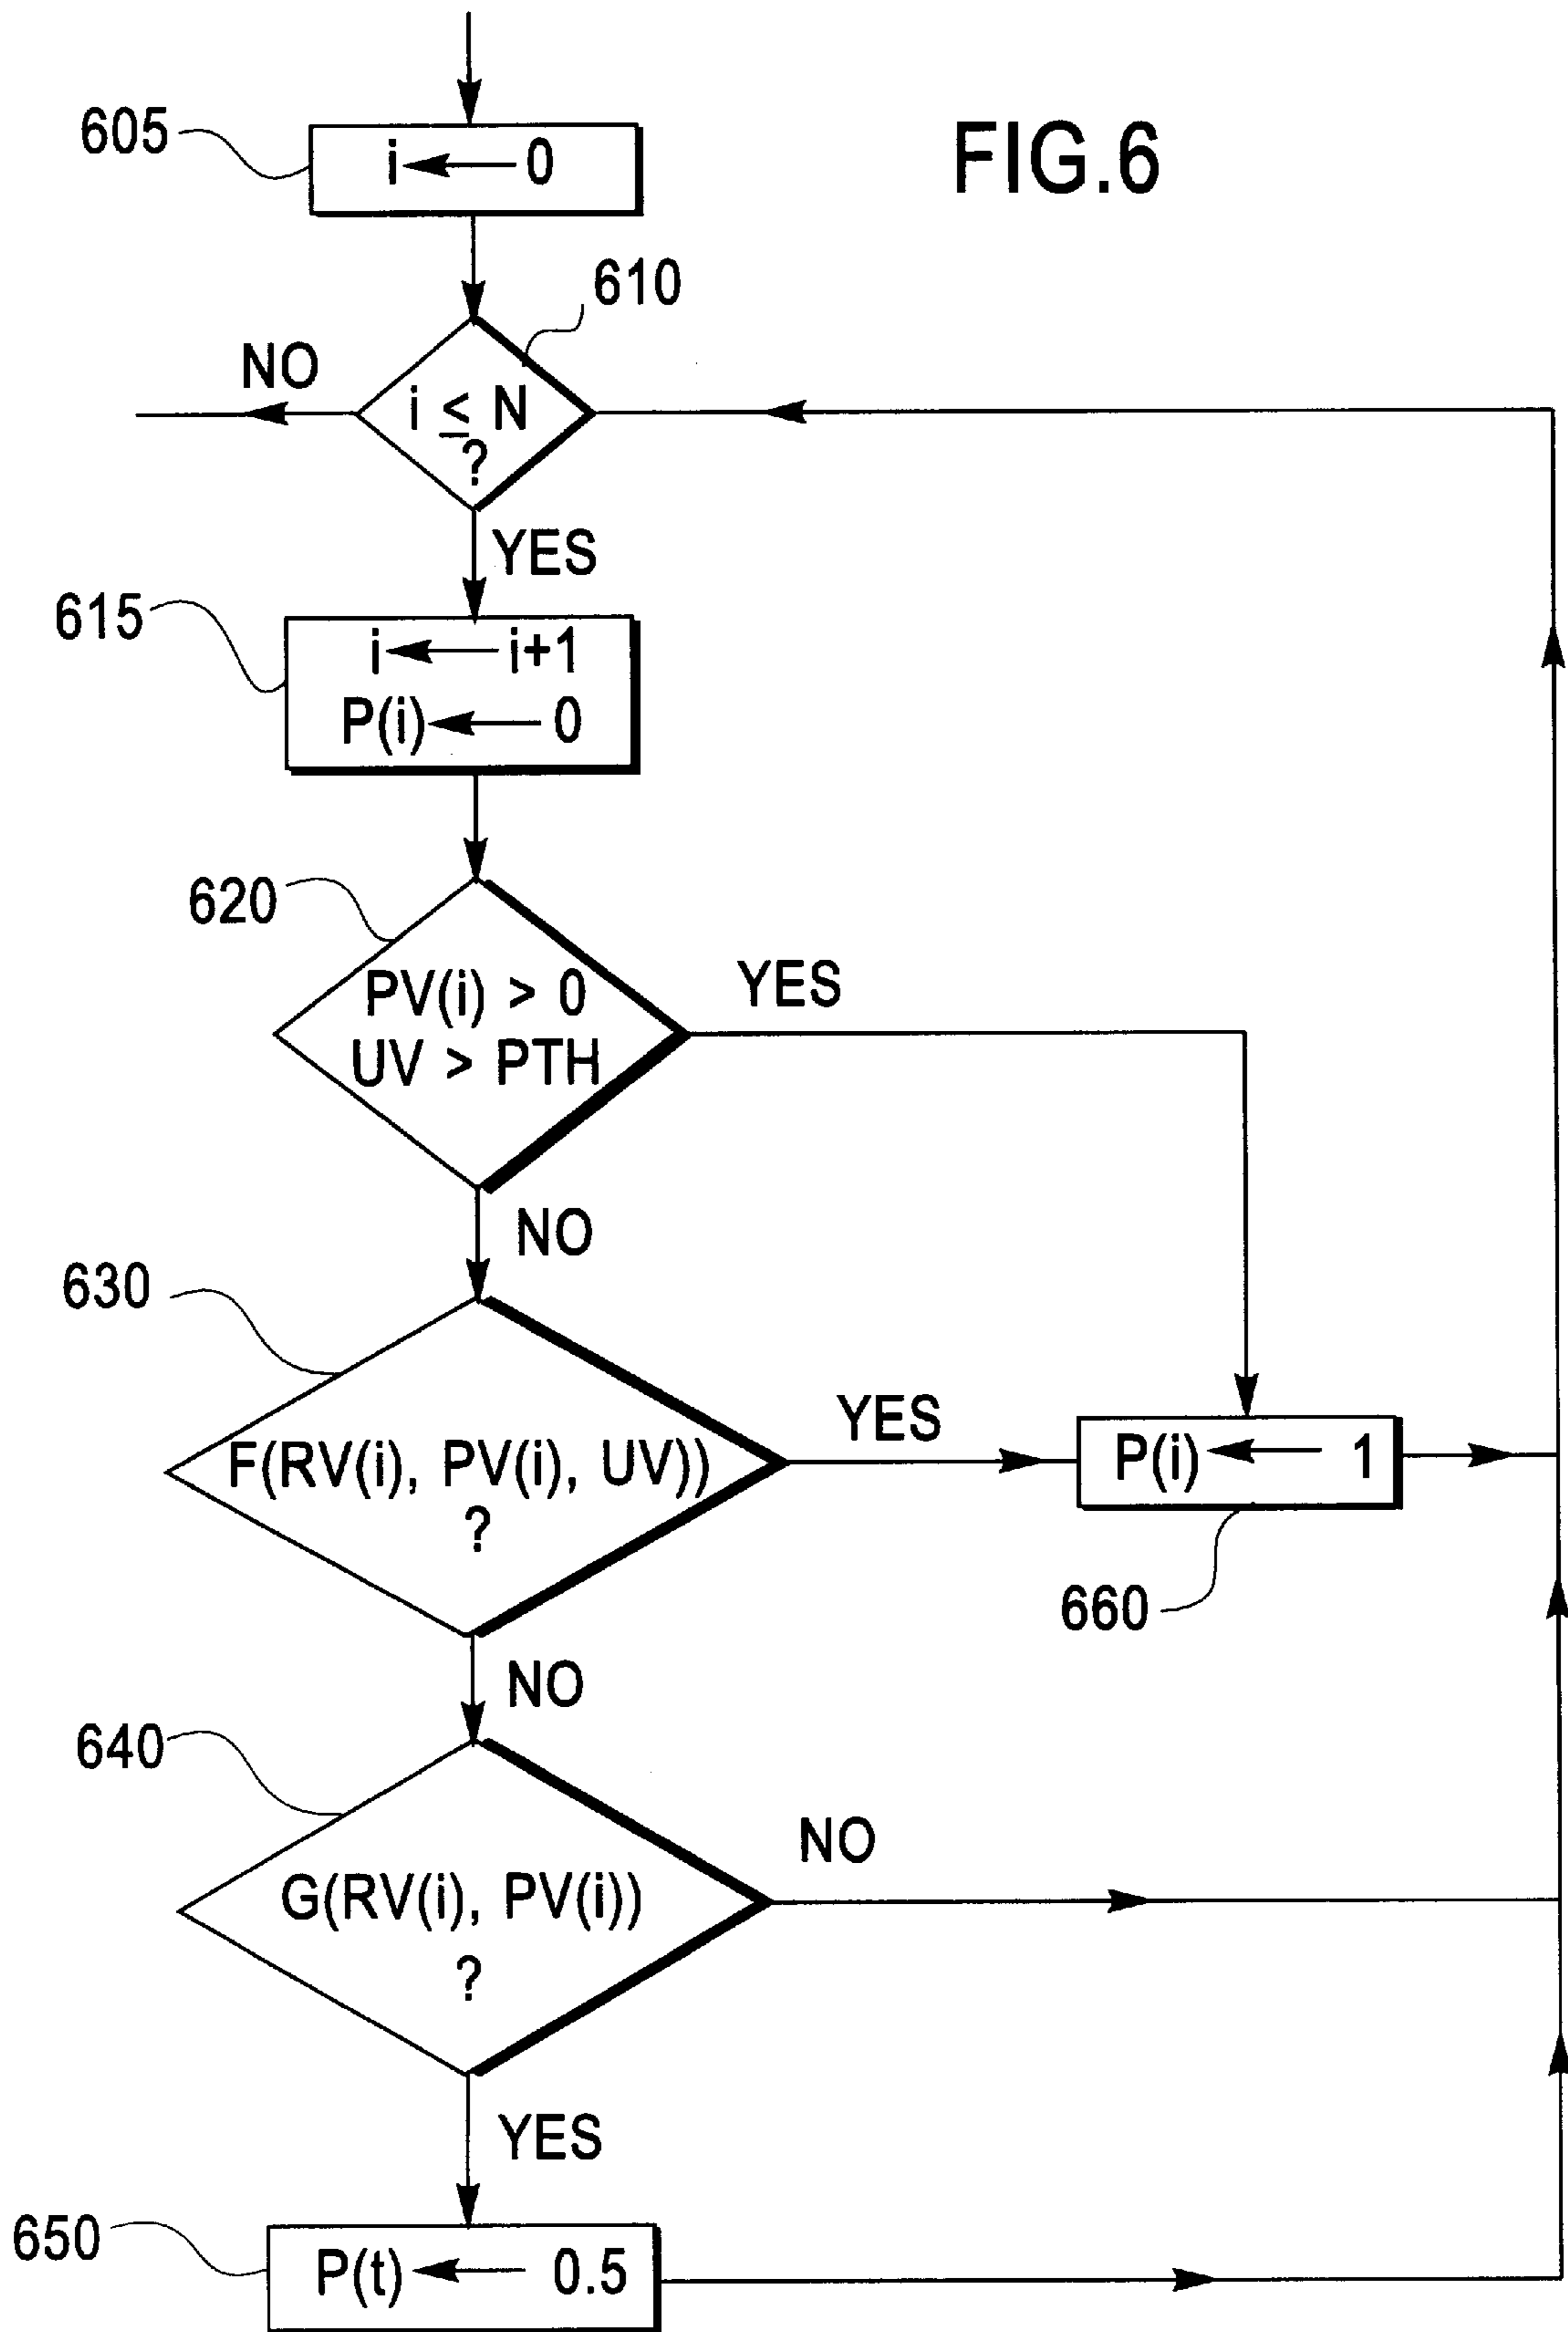 FIG.6
605
i ← 0
610
NO
i ≤ N
?
YES
615
i ← i+1
P(i) ← 0
620
PV(i) > 0
UV > PTH
YES
NO
630
F(RV(i), PV(i), UV))
?
YES
P(i) ← 1
660
NO
640
G(RV(i), PV(i))
?
NO
YES
650
P(t) ← 0.5